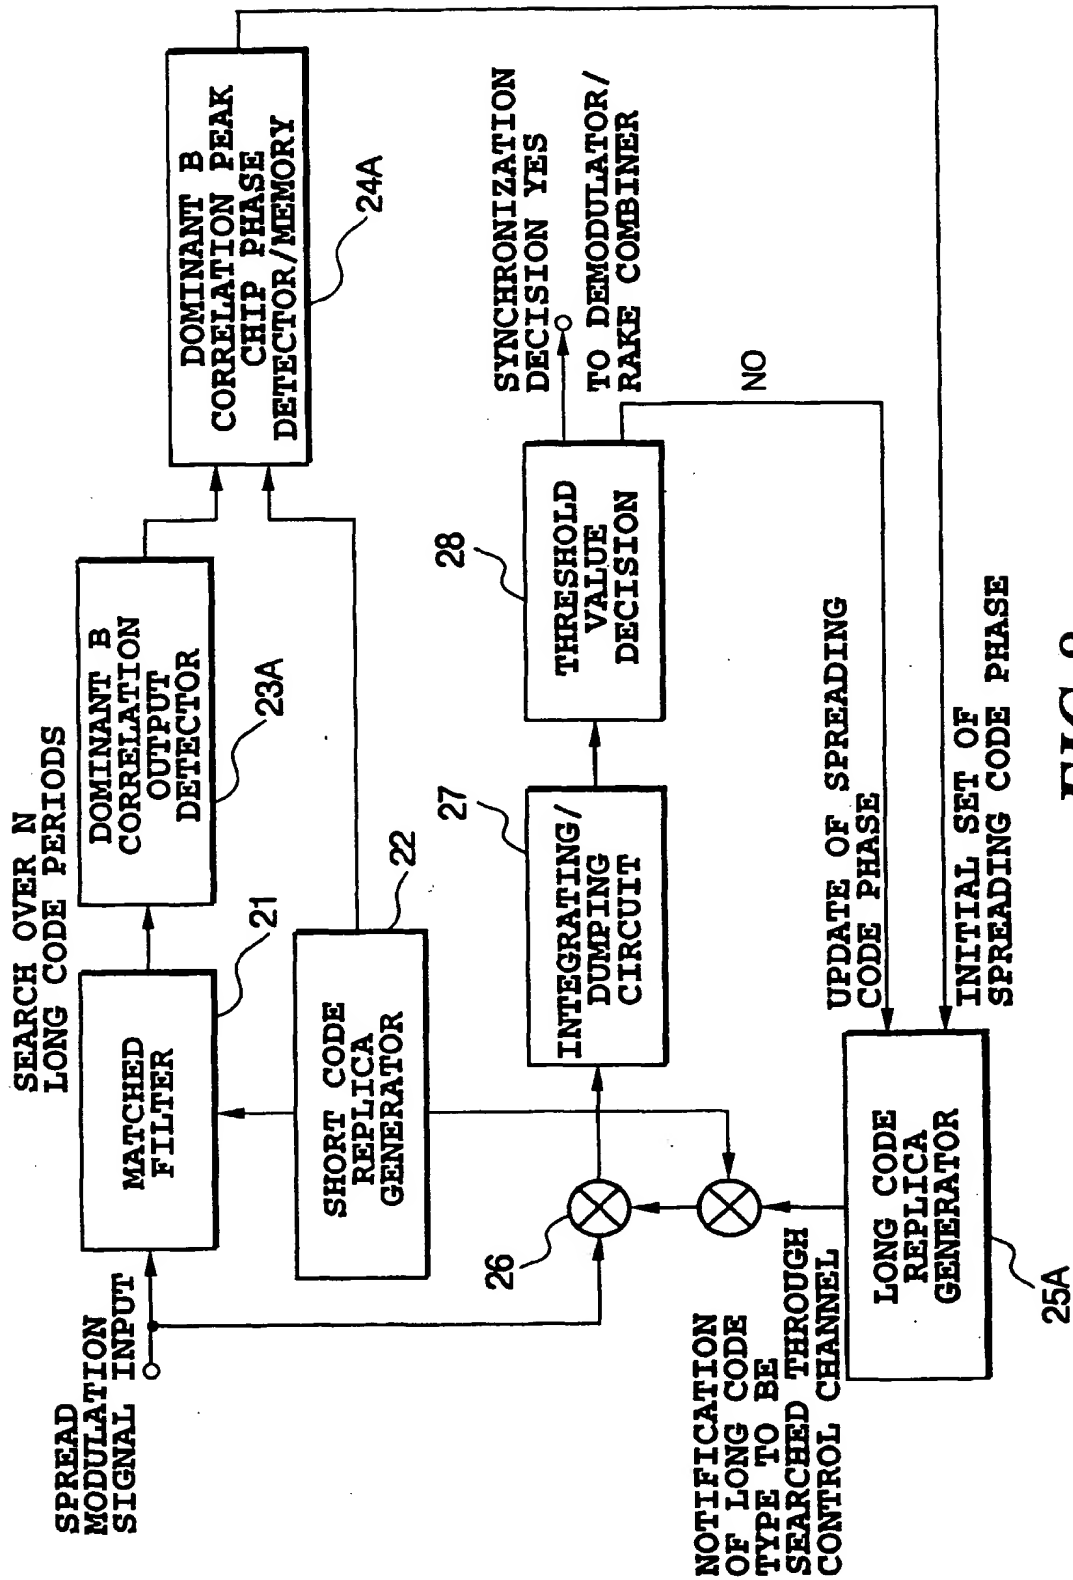 SPREAD
MODULATION
SIGNAL INPUT
SEARCH OVER N
LONG CODE PERIODS
MATCHED
FILTER
21
DOMINANT B
CORRELATION
OUTPUT
DETECTOR
23A
DOMINANT B
CORRELATION PEAK
CHIP PHASE
DETECTOR/MEMORY
24A
SHORT CODE
REPLICA
GENERATOR
22
26
INTEGRATING/
DUMPING
CIRCUIT
27
THRESHOLD
VALUE
DECISION
28
SYNCHRONIZATION
DECISION YES
TO DEMODULATOR/
RAKE COMBINER
NO
NOTIFICATION
OF LONG CODE
TYPE TO BE
SEARCHED THROUGH
CONTROL CHANNEL
UPDATE OF SPREADING
CODE PHASE
LONG CODE
REPLICA
GENERATOR
25A
INITIAL SET OF
SPREADING CODE PHASE